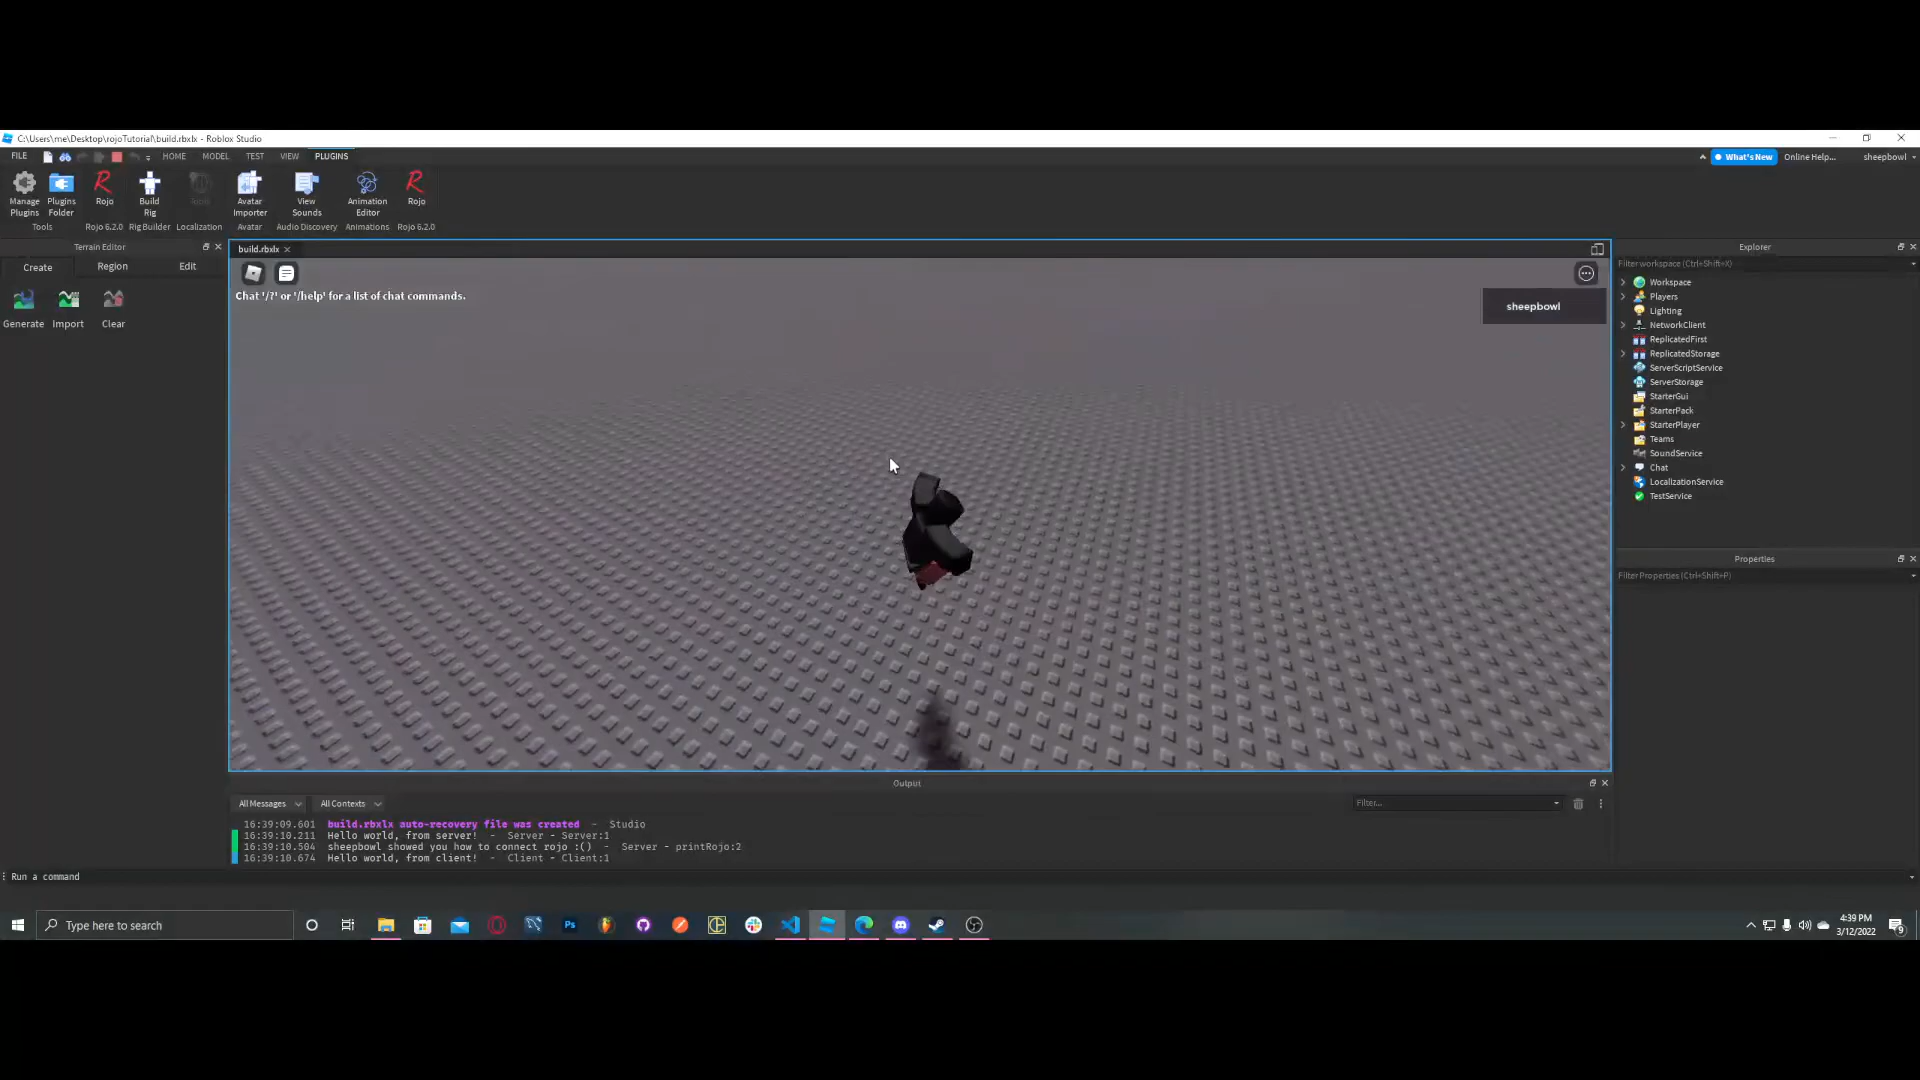 C:\Users\me\Desktop\rojoTutorial\build.rbxlx - Roblox Studio
FILE HOME MODEL TEST VIEW PLUGINS
What's New Online Help... sheepbowl
Manage Plugins
Plugins Folder
Rojo
Build Rig
Tools
Avatar Importer
View Sounds
Animation Editor
Rojo
Tools Rojo 6.2.0 Rig Builder Localization Avatar Audio Discovery Animations Rojo 6.2.0
Terrain Editor
Create Region Edit
Generate Import Clear
build.rbxlx
Chat '/?' or '/help' for a list of chat commands.
sheepbowl
Explorer
Filter workspace (Ctrl+Shift+X)
Workspace
Players
Lighting
NetworkClient
ReplicatedFirst
ReplicatedStorage
ServerScriptService
ServerStorage
StarterGui
StarterPack
StarterPlayer
Teams
SoundService
Chat
LocalizationService
TestService
Properties
Filter Properties (Ctrl+Shift+P)
Output
All Messages All Contexts Filter...
16:39:09.601 build.rbxlx auto-recovery file was created - Studio
16:39:10.211 Hello world, from server! - Server - Server:1
16:39:10.504 sheepbowl showed you how to connect rojo :() - Server - printRojo:2
16:39:10.674 Hello world, from client! - Client - Client:1
Run a command
Type here to search
Ps
4:39 PM
3/12/2022
9